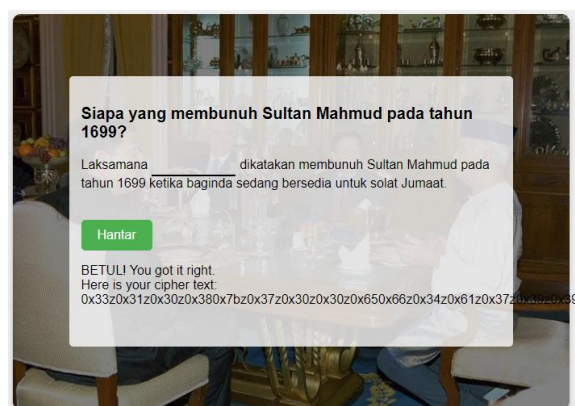 Siapa yang membunuh Sultan Mahmud pada tahun
1699?
Laksamana __________ dikatakan membunuh Sultan Mahmud pada
tahun 1699 ketika baginda sedang bersedia untuk solat Jumaat.
Hantar
BETUL! You got it right.
Here is your cipher text:
0x33z0x31z0x30z0x380x7bz0x37z0x30z0x30z0x650x66z0x34z0x61z0x37z0x30z0x39